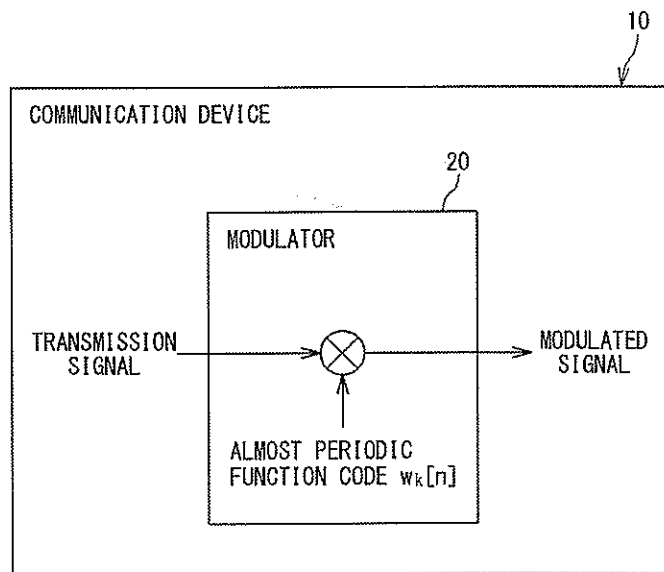 10
COMMUNICATION DEVICE
20
MODULATOR
TRANSMISSION
SIGNAL
MODULATED
SIGNAL
ALMOST PERIODIC
FUNCTION CODE wk[n]